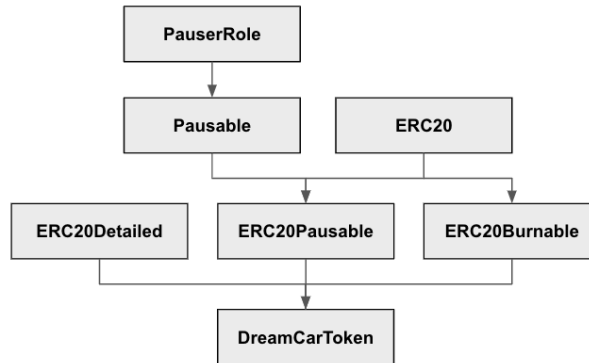 PauserRole
Pausable
ERC20
ERC20Detailed
ERC20Pausable
ERC20Burnable
DreamCarToken